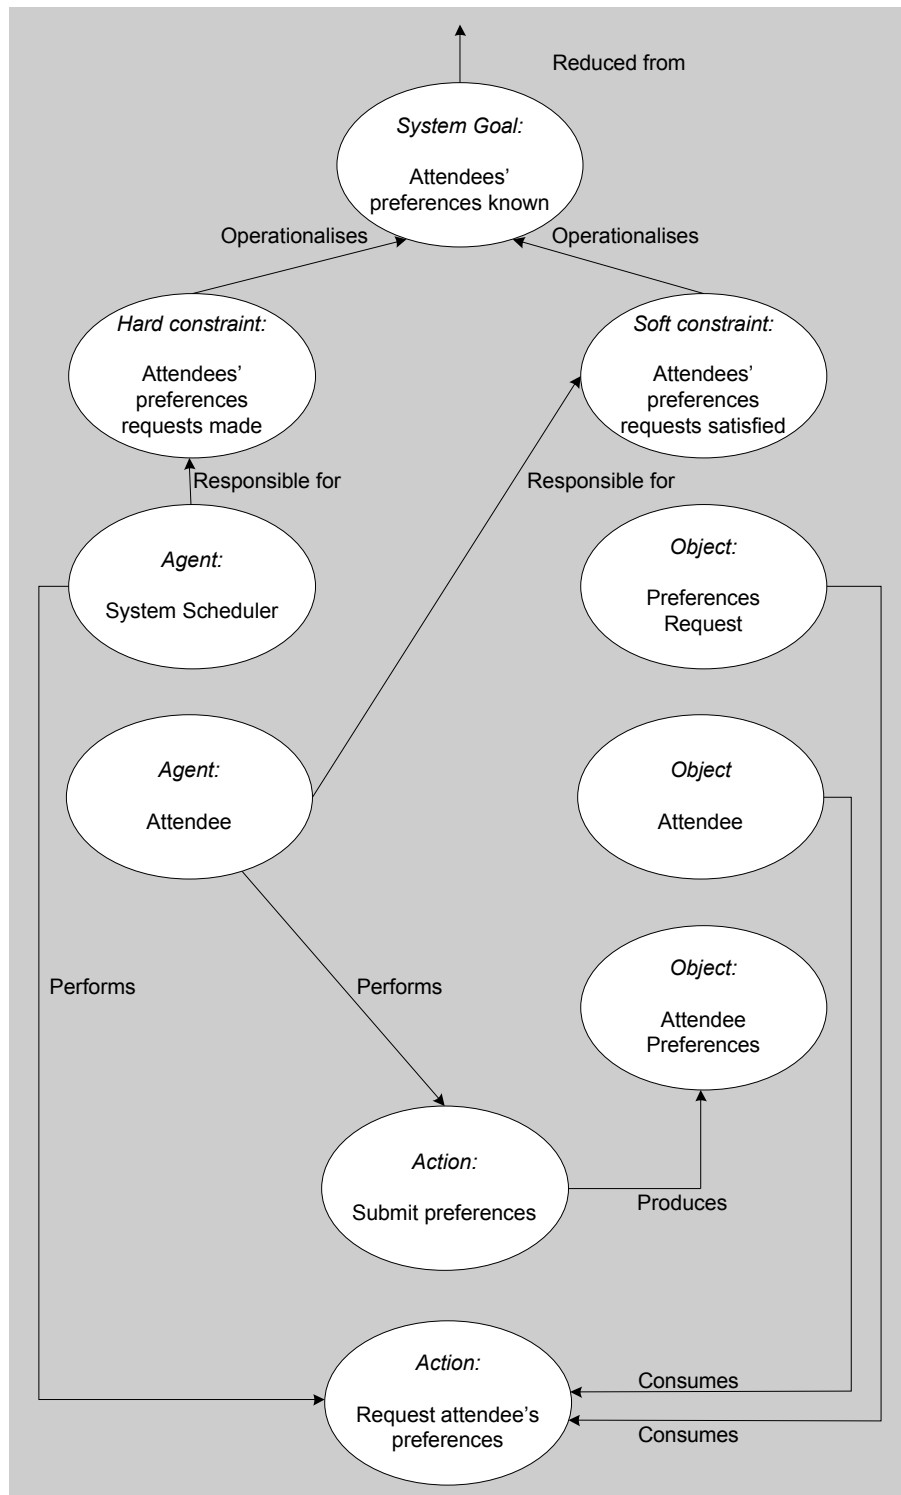 Reduced from
System Goal:
Attendees’
preferences known
Operationalises
Operationalises
Hard constraint:
Attendees’
preferences
requests made
Soft constraint:
Attendees’
preferences
requests satisfied
Responsible for
Responsible for
Agent:
System Scheduler
Object:
Preferences
Request
Agent:
Attendee
Object
Attendee
Object:
Attendee
Preferences
Performs
Performs
Action:
Submit preferences
Produces
Action:
Request attendee’s
preferences
Consumes
Consumes